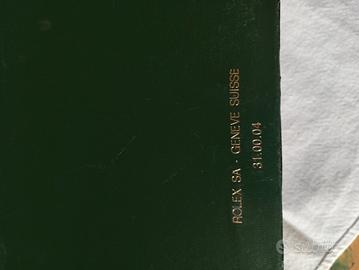 ROLEX SA - GENEVE SUISSE
31.00.04